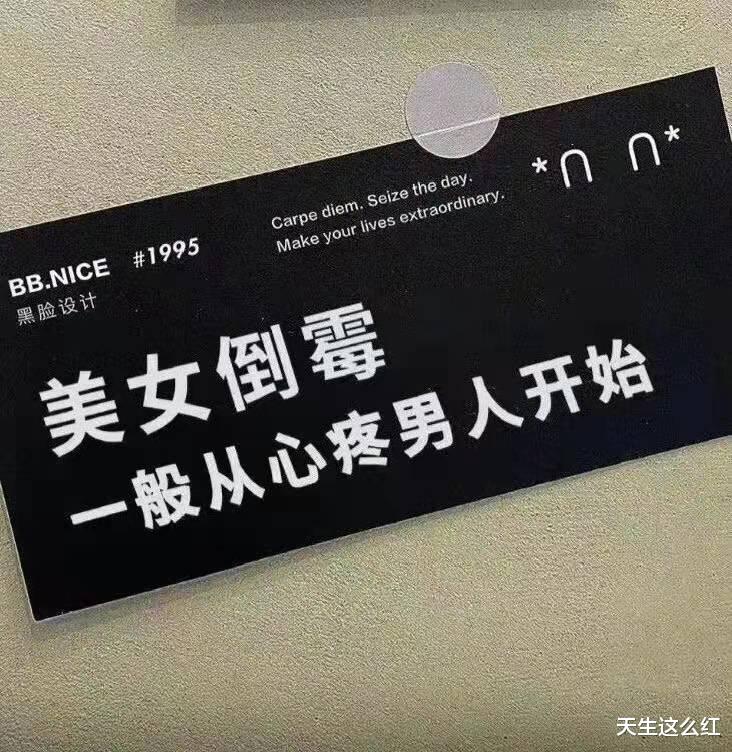 BB.NICE #1995
黑脸设计
Carpe diem. Seize the day.
Make your lives extraordinary.
*∩ ∩*
美女倒霉
一般从心疼男人开始
天生这么红